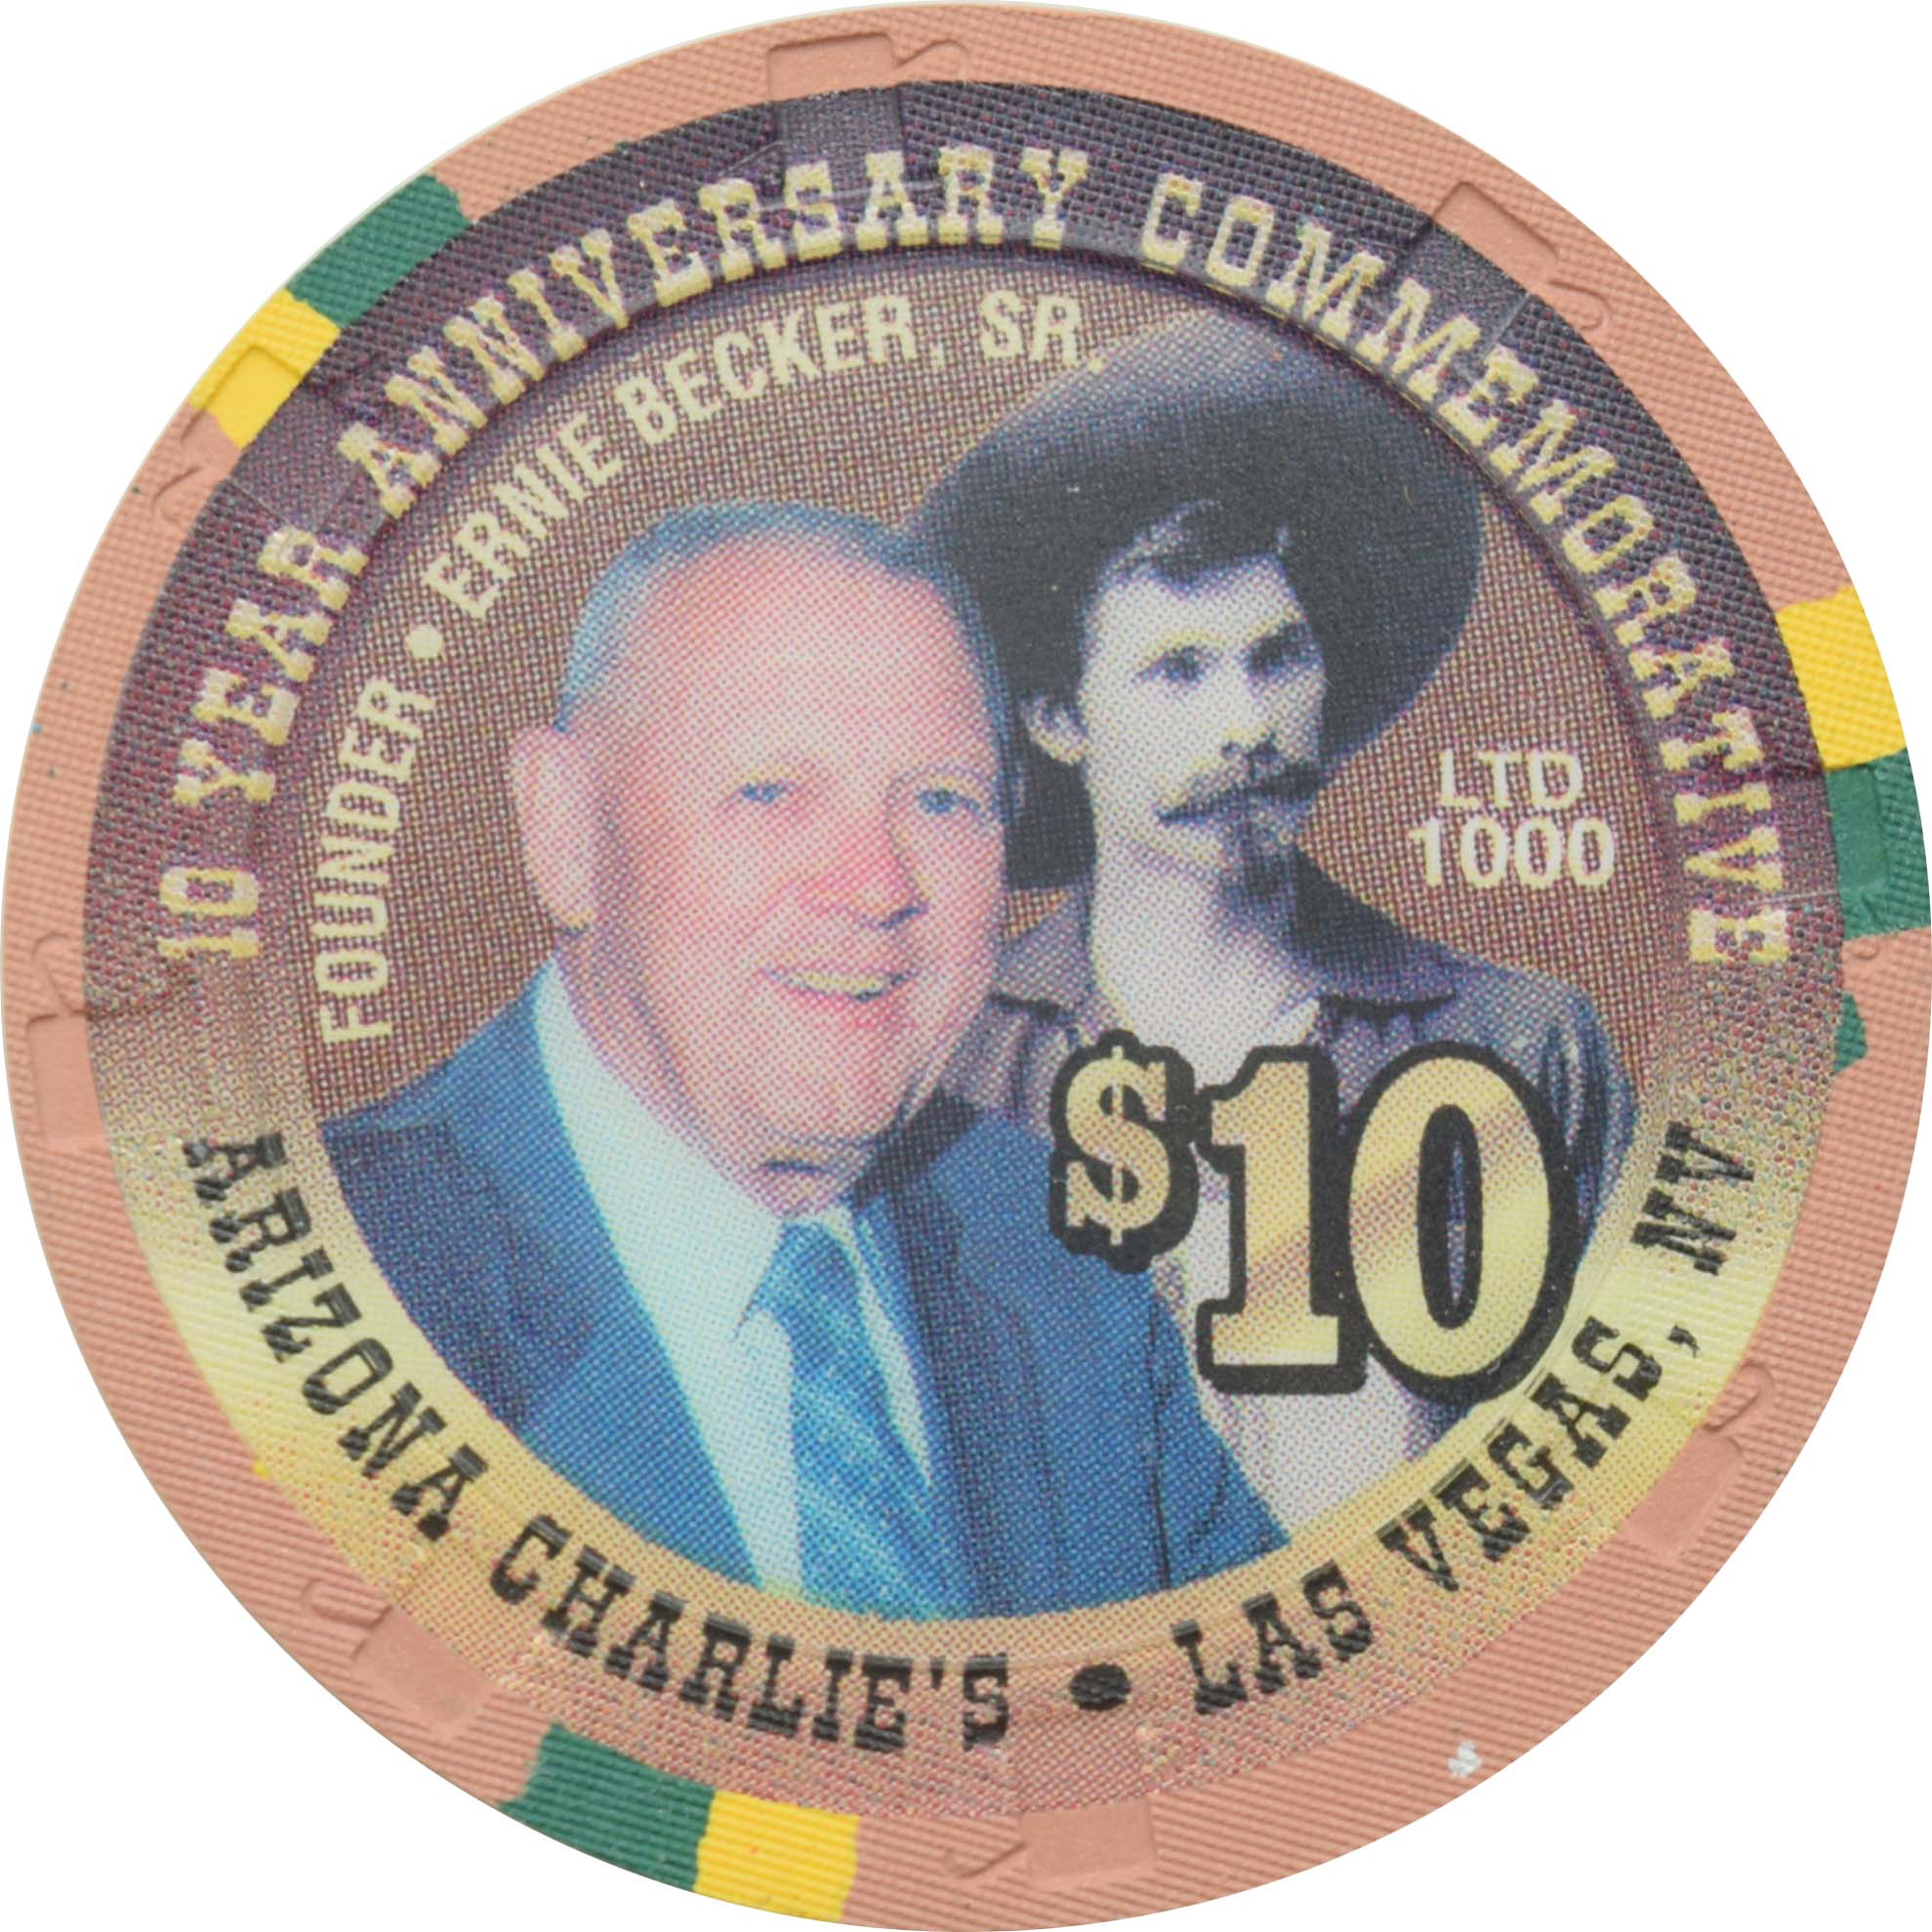 10 YEAR ANNIVERSARY COMMEMORATIVE
FOUNDER • ERNIE BECKER, SR.
LTD
1000
$10
ARIZONA CHARLIE'S • LAS VEGAS, NV